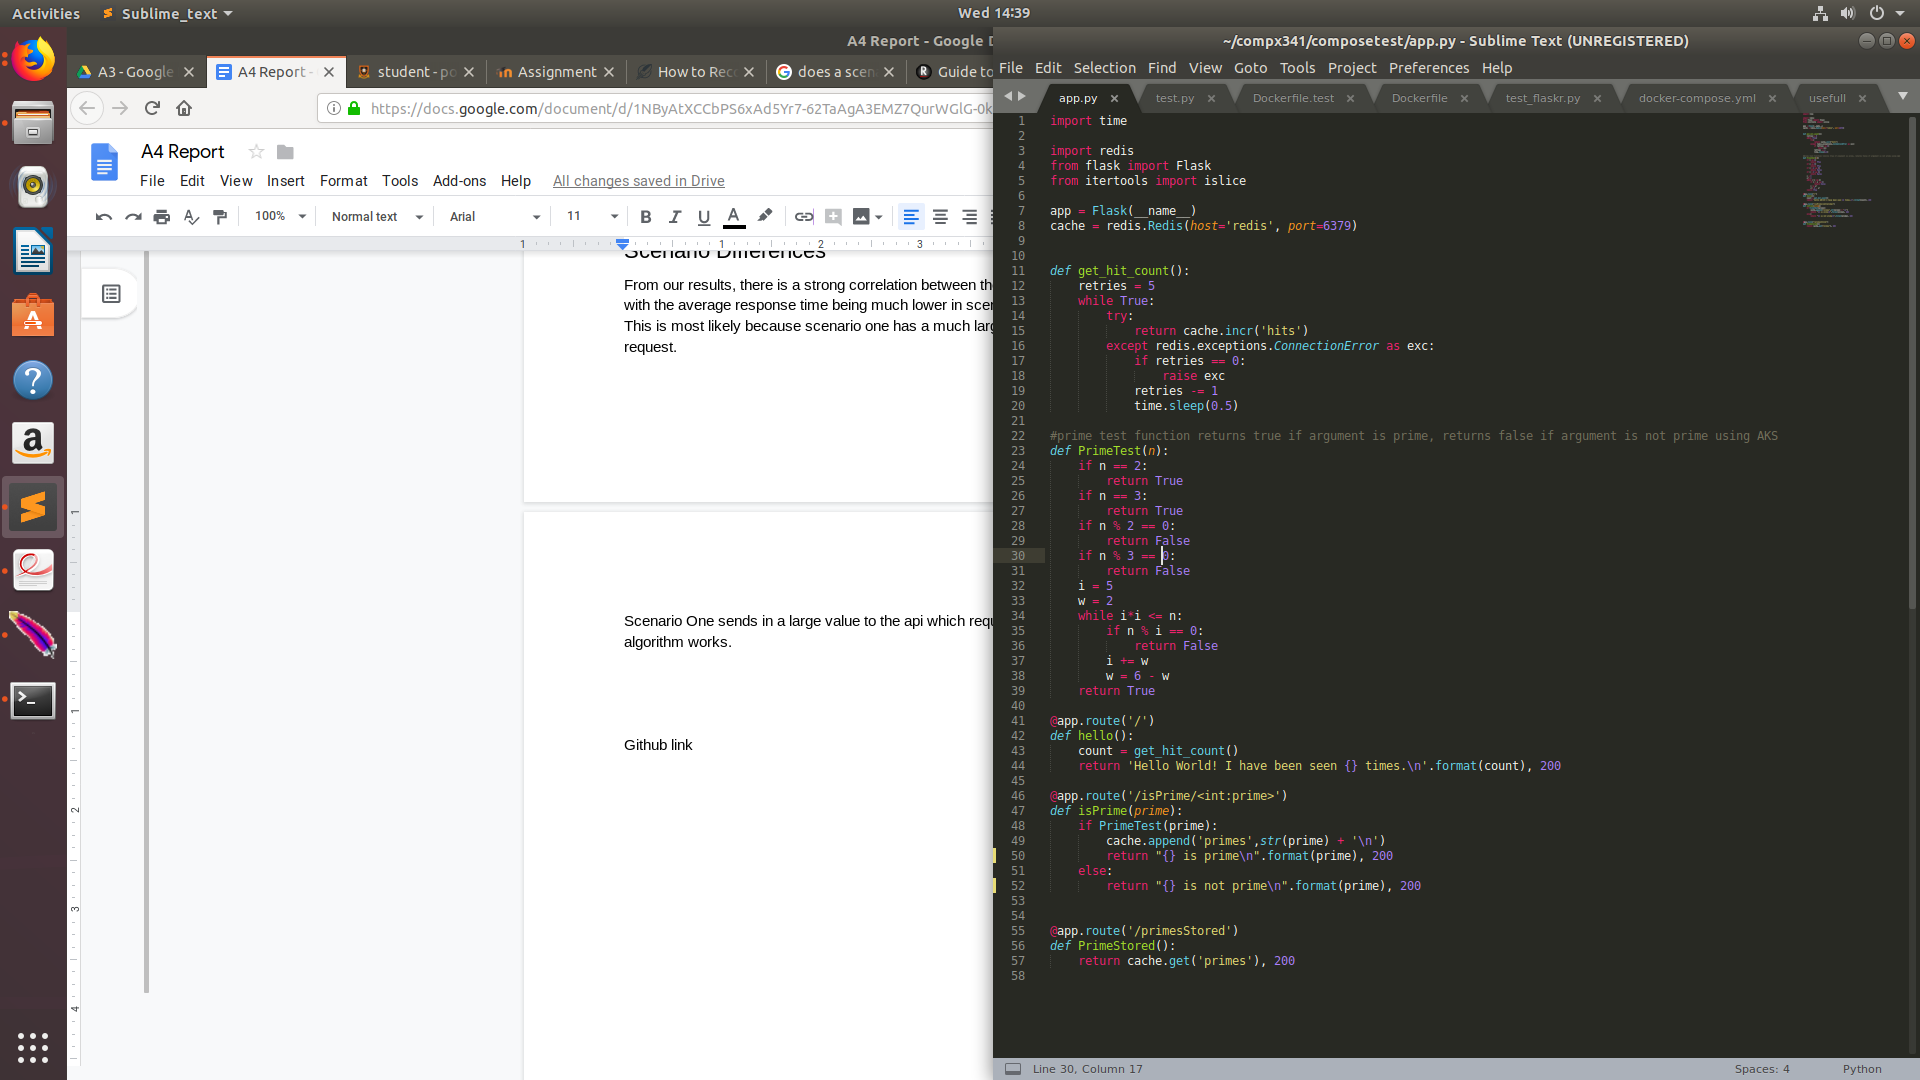 Activities
Sublime_text
Wed 14:39
A4 Report - Google D
~/compx341/composetest/app.py - Sublime Text (UNREGISTERED)
A3 - Google
A4 Report -
student - po
Assignment
How to Reco
does a scen
Guide to
File Edit Selection Find View Goto Tools Project Preferences Help
https://docs.google.com/document/d/1NByAtXCCbPS6xAd5Yr7-62TaAgA3EMZ7QurWGlG-0k
app.py test.py Dockerfile.test Dockerfile test_flaskr.py docker-compose.yml usefull
A4 Report
File Edit View Insert Format Tools Add-ons Help All changes saved in Drive
100% Normal text Arial 11 B I U A
1 1 2 3
Scenario Differences
From our results, there is a strong correlation between the
with the average response time being much lower in scen
This is most likely because scenario one has a much larg
request.
Scenario One sends in a large value to the api which requ
algorithm works.
Github link
1
1
2
3
4
1 import time
2
3 import redis
4 from flask import Flask
5 from itertools import islice
6
7 app = Flask(__name__)
8 cache = redis.Redis(host='redis', port=6379)
9
10
11 def get_hit_count():
12 retries = 5
13 while True:
14 try:
15 return cache.incr('hits')
16 except redis.exceptions.ConnectionError as exc:
17 if retries == 0:
18 raise exc
19 retries -= 1
20 time.sleep(0.5)
21
22 #prime test function returns true if argument is prime, returns false if argument is not prime using AKS
23 def PrimeTest(n):
24 if n == 2:
25 return True
26 if n == 3:
27 return True
28 if n % 2 == 0:
29 return False
30 if n % 3 == 0:
31 return False
32 i = 5
33 w = 2
34 while i*i <= n:
35 if n % i == 0:
36 return False
37 i += w
38 w = 6 - w
39 return True
40
41 @app.route('/')
42 def hello():
43 count = get_hit_count()
44 return 'Hello World! I have been seen {} times.\n'.format(count), 200
45
46 @app.route('/isPrime/<int:prime>')
47 def isPrime(prime):
48 if PrimeTest(prime):
49 cache.append('primes',str(prime) + '\n')
50 return "{} is prime\n".format(prime), 200
51 else:
52 return "{} is not prime\n".format(prime), 200
53
54
55 @app.route('/primesStored')
56 def PrimeStored():
57 return cache.get('primes'), 200
58
Line 30, Column 17
Spaces: 4
Python